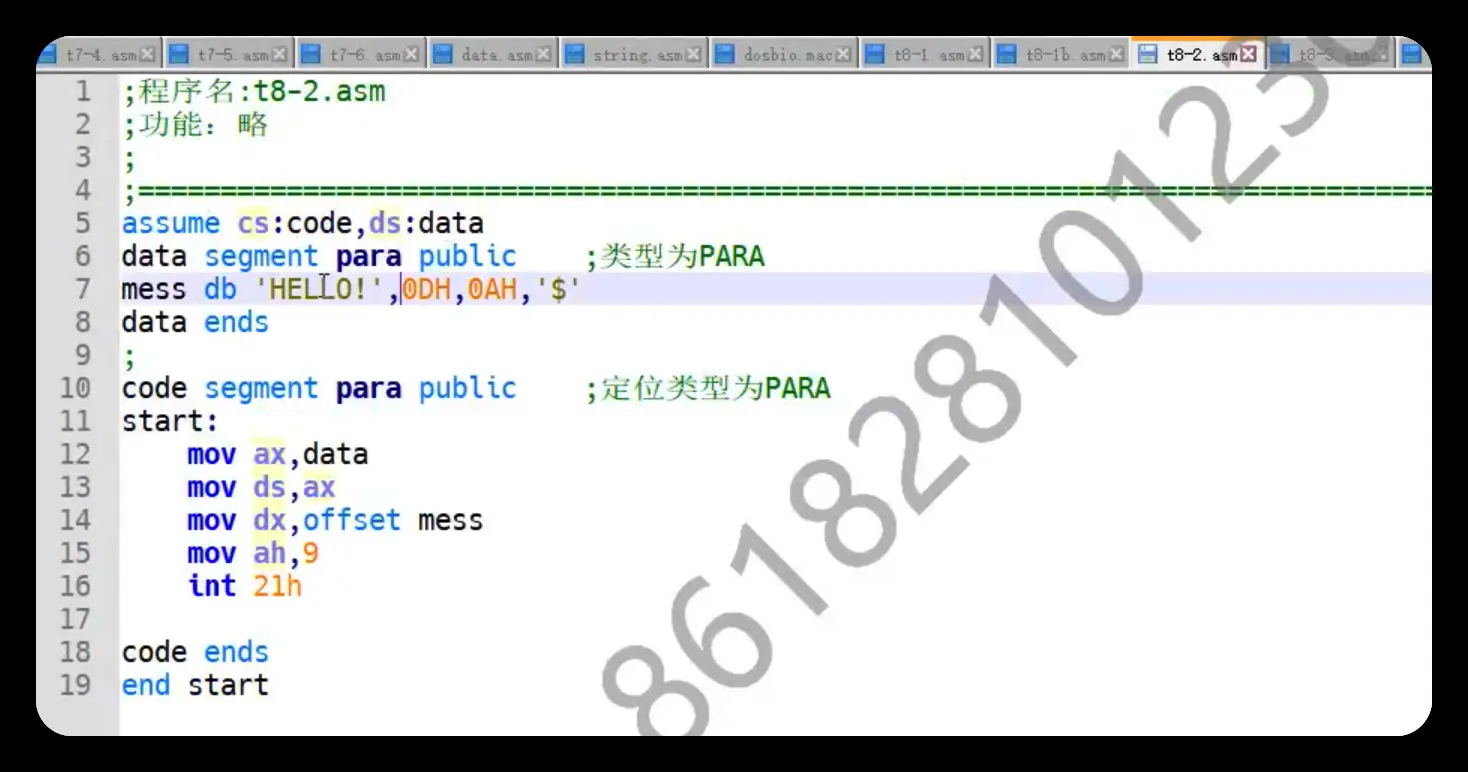 t7-4.asm t7-5.asm t7-6.asm data.asm string.asm dosbio.mac t8-1.asm t8-1b.asm t8-2.asm t8-3.asm
1 ;程序名:t8-2.asm
2 ;功能：略
3 ;
4 ;================================================================================
5 assume cs:code,ds:data
6 data segment para public ;类型为PARA
7 mess db 'HELLO!',0DH,0AH,'$'
8 data ends
9 ;
10 code segment para public ;定位类型为PARA
11 start:
12 mov ax,data
13 mov ds,ax
14 mov dx,offset mess
15 mov ah,9
16 int 21h
17
18 code ends
19 end start